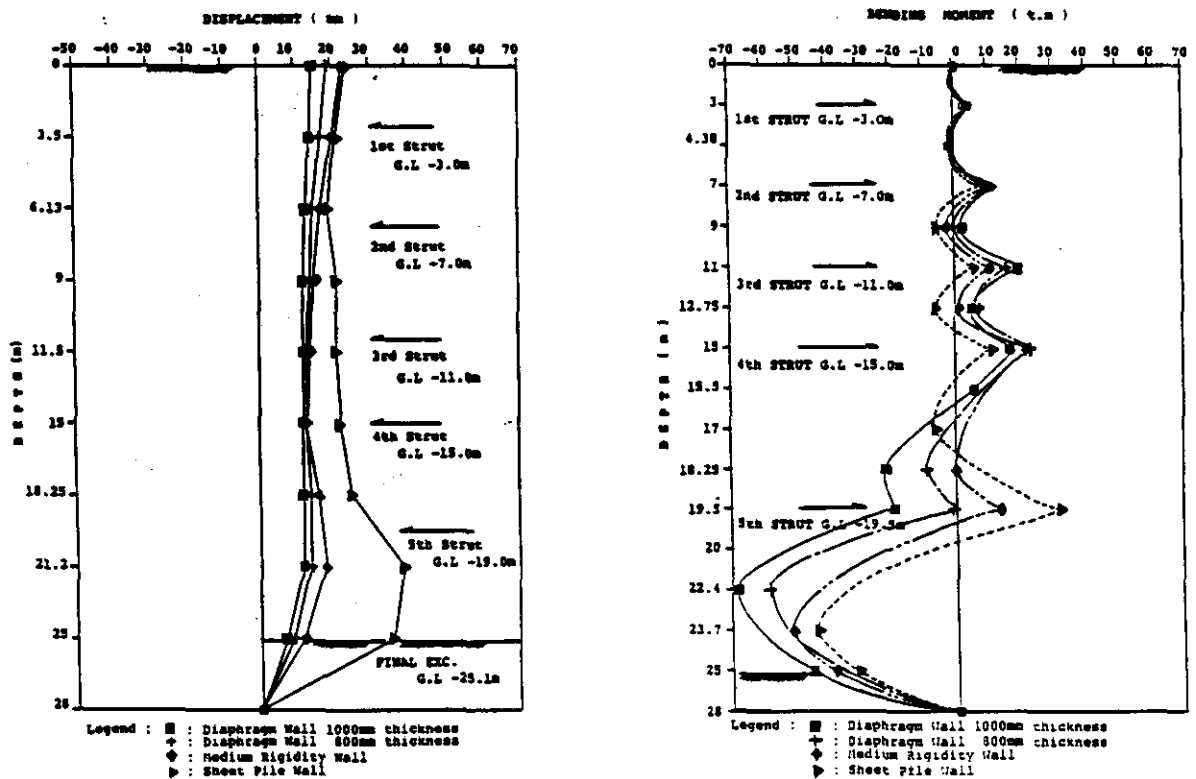 DISPLACEMENT ( mm )
-50 -40 -30 -20 -10 0 10 20 30 40 50 60 70
0
3.5
6.13
9
11.5
15
18.25
21.2
25
28
DEPTH (m)
1st Strut
G.L -3.0m
2nd Strut
G.L -7.0m
3rd Strut
G.L -11.0m
4th Strut
G.L -15.0m
5th Strut
G.L -19.0m
FINAL EXC.
G.L -25.1m
Legend : : Diaphragm Wall 1000mm thickness
: Diaphragm Wall 800mm thickness
: Medium Rigidity Wall
: Sheet Pile Wall
BENDING MOMENT ( t.m )
-70 -60 -50 -40 -30 -20 -10 0 10 20 30 40 50 60 70
0
3
4.38
7
9
11
12.75
15
15.5
17
18.25
19.5
20
22.4
23.7
25
28
DEPTH (m)
1st STRUT G.L -3.0m
2nd STRUT G.L -7.0m
3rd STRUT G.L -11.0m
4th STRUT G.L -15.0m
5th STRUT G.L -19.5m
Legend : : Diaphragm Wall 1000mm thickness
: Diaphragm Wall 800mm thickness
: Medium Rigidity Wall
: Sheet Pile Wall